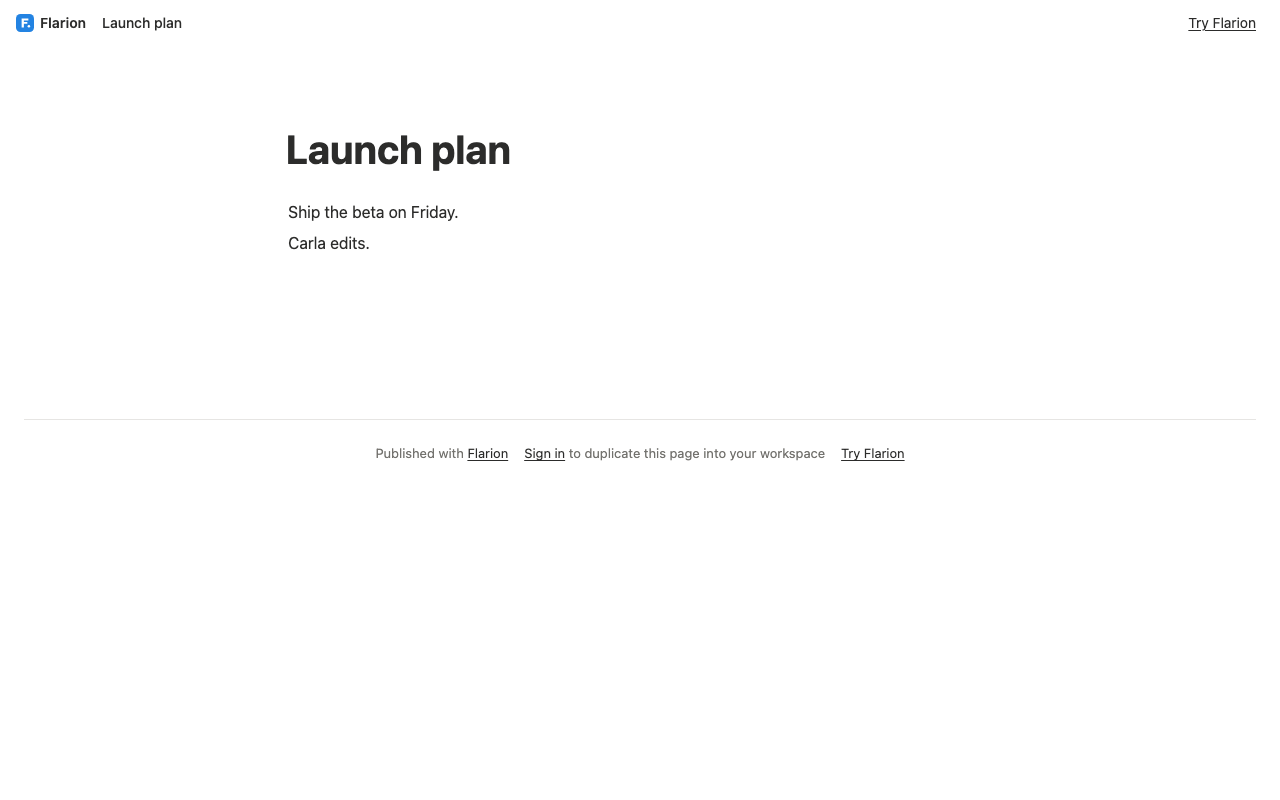 F. Flarion Launch plan Try Flarion
Launch plan
Ship the beta on Friday.
Carla edits.
Published with Flarion Sign in to duplicate this page into your workspace Try Flarion